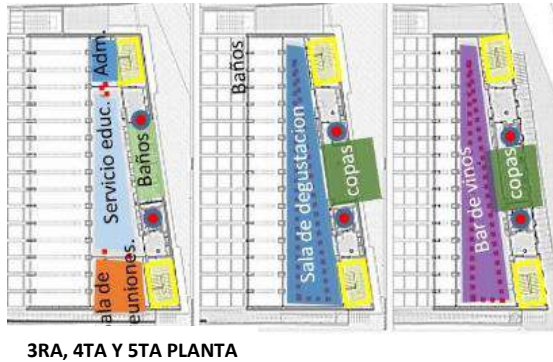 Adm.
Servicio educ.
Baños
ala de
euniones.
Baños
Sala de degustacion
copas
Bar de vinos
copas
3RA, 4TA Y 5TA PLANTA